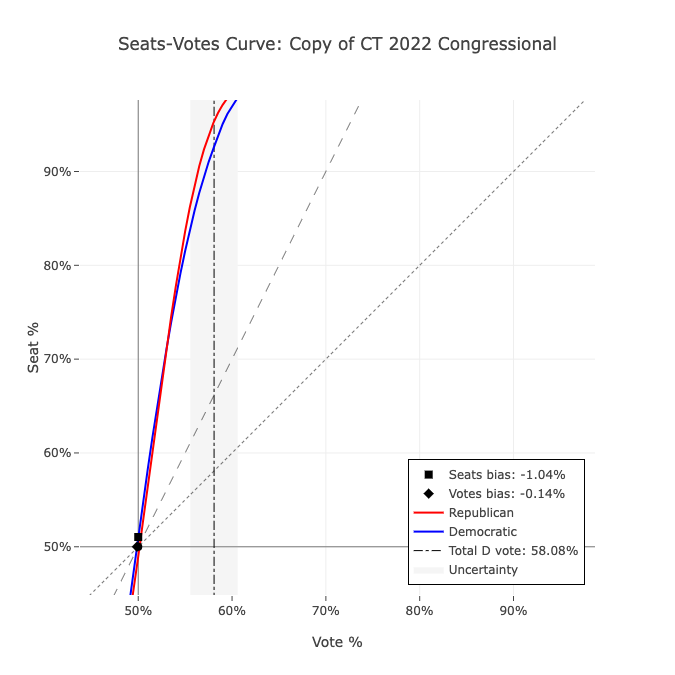 Seats-Votes Curve: Copy of CT 2022 Congressional
90%
80%
70%
60%
50%
Seat %
Seats bias: -1.04%
Votes bias: -0.14%
Republican
Democratic
Total D vote: 58.08%
Uncertainty
50%
60%
70%
80%
90%
Vote %